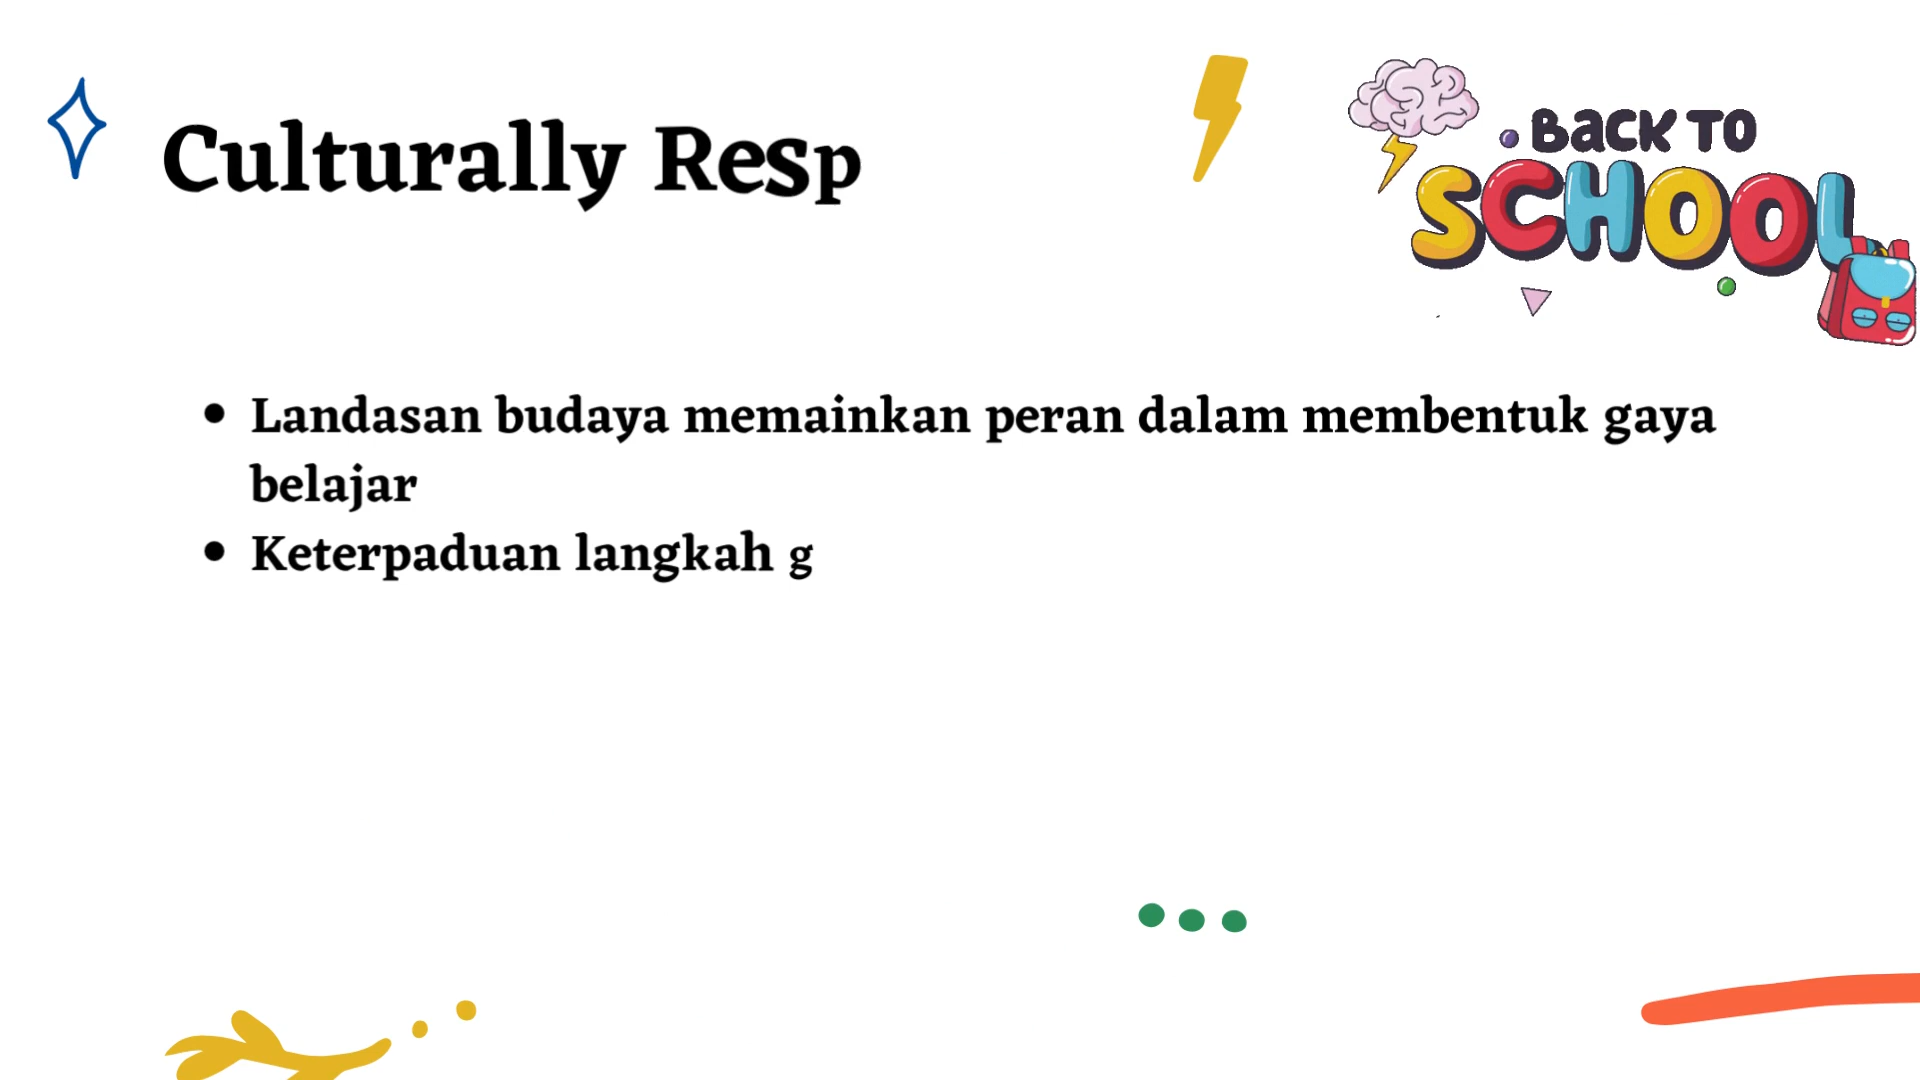 Culturally Resp
BACK TO
SCHOOL
• Landasan budaya memainkan peran dalam membentuk gaya
belajar
• Keterpaduan langkah g